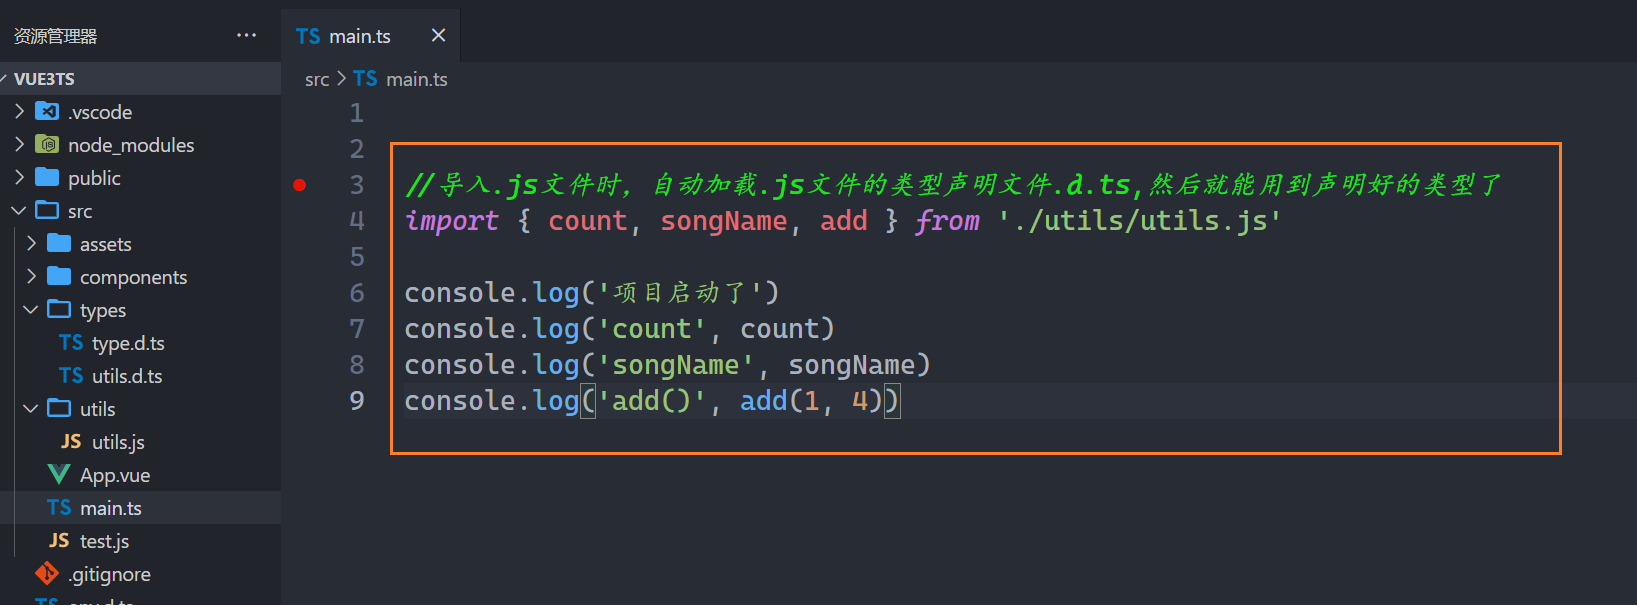 资源管理器 ···
TS main.ts ×
VUE3TS
src > TS main.ts
.vscode
node_modules
public
src
assets
components
types
TS type.d.ts
TS utils.d.ts
utils
JS utils.js
App.vue
TS main.ts
JS test.js
.gitignore
1
2
3 //导入.js文件时，自动加载.js文件的类型声明文件.d.ts,然后就能用到声明好的类型了
4 import { count, songName, add } from './utils/utils.js'
5
6 console.log('项目启动了')
7 console.log('count', count)
8 console.log('songName', songName)
9 console.log('add()', add(1, 4))